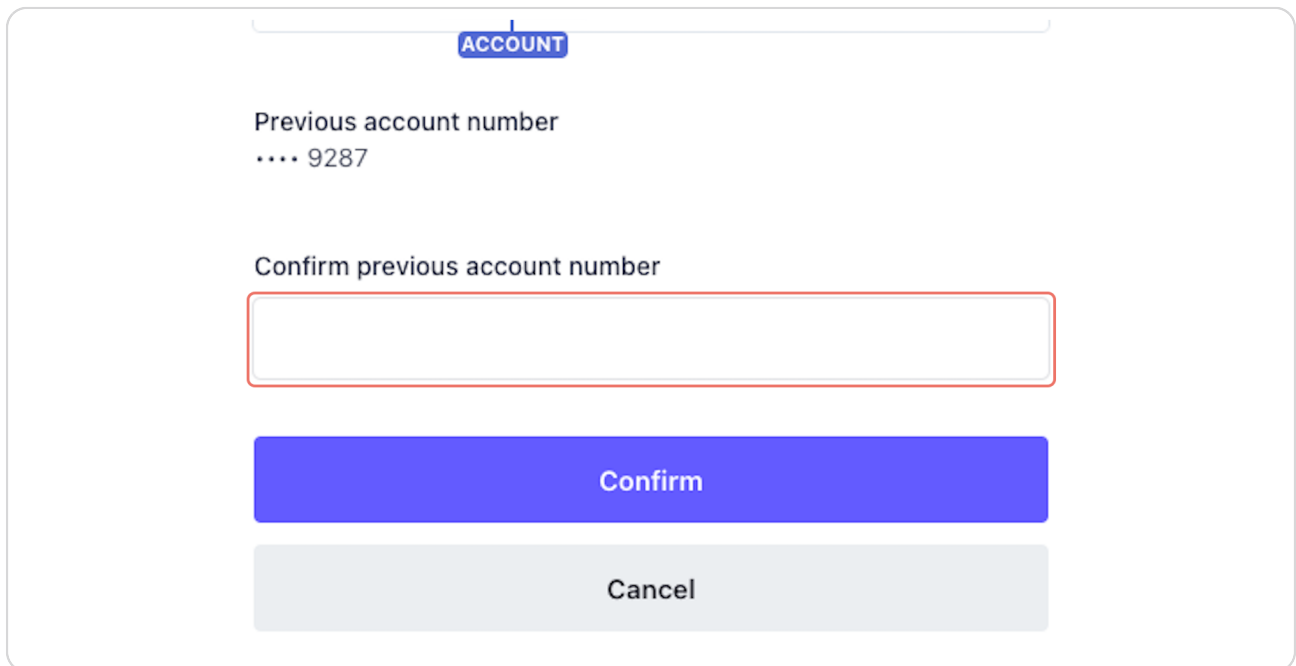 ACCOUNT
Previous account number
•••• 9287
Confirm previous account number
Confirm
Cancel